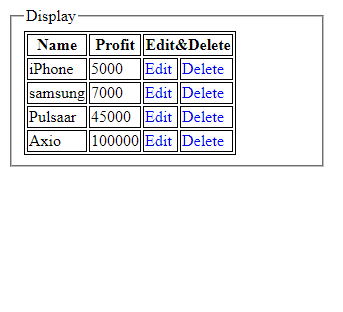 Display
Name Profit Edit&Delete
iPhone 5000 Edit Delete
samsung 7000 Edit Delete
Pulsaar 45000 Edit Delete
Axio 100000 Edit Delete